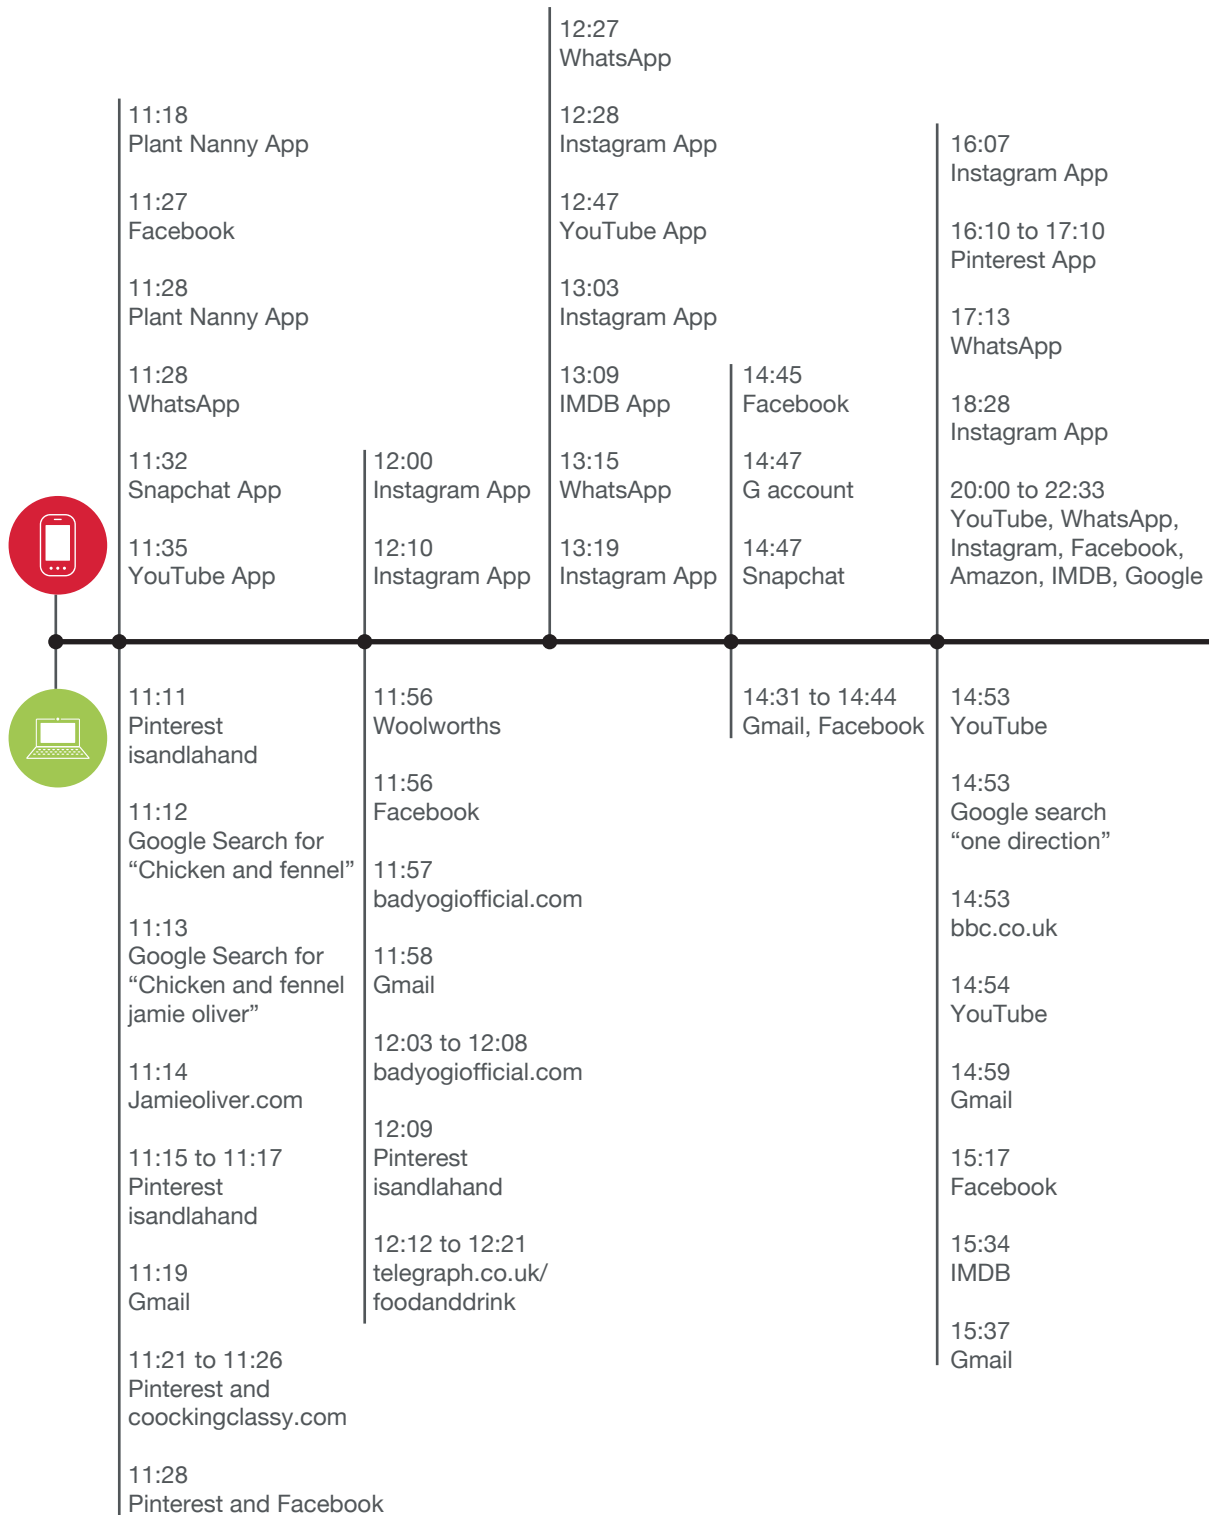 11:18
Plant Nanny App
11:27
Facebook
11:28
Plant Nanny App
11:28
WhatsApp
11:32
Snapchat App
11:35
YouTube App
12:00
Instagram App
12:10
Instagram App
12:27
WhatsApp
12:28
Instagram App
12:47
YouTube App
13:03
Instagram App
13:09
IMDB App
13:15
WhatsApp
13:19
Instagram App
14:45
Facebook
14:47
G account
14:47
Snapchat
16:07
Instagram App
16:10 to 17:10
Pinterest App
17:13
WhatsApp
18:28
Instagram App
20:00 to 22:33
YouTube, WhatsApp,
Instagram, Facebook,
Amazon, IMDB, Google
11:11
Pinterest
isandlahand
11:12
Google Search for
“Chicken and fennel”
11:13
Google Search for
“Chicken and fennel
jamie oliver”
11:14
Jamieoliver.com
11:15 to 11:17
Pinterest
isandlahand
11:19
Gmail
11:21 to 11:26
Pinterest and
coockingclassy.com
11:28
Pinterest and Facebook
11:56
Woolworths
11:56
Facebook
11:57
badyogiofficial.com
11:58
Gmail
12:03 to 12:08
badyogiofficial.com
12:09
Pinterest
isandlahand
12:12 to 12:21
telegraph.co.uk/
foodanddrink
14:31 to 14:44
Gmail, Facebook
14:53
YouTube
14:53
Google search
“one direction”
14:53
bbc.co.uk
14:54
YouTube
14:59
Gmail
15:17
Facebook
15:34
IMDB
15:37
Gmail